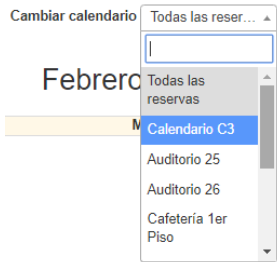 Cambiar calendario
Todas las reser...
Febrero
M
Todas las
reservas
Calendario C3
Auditorio 25
Auditorio 26
Cafetería 1er
Piso